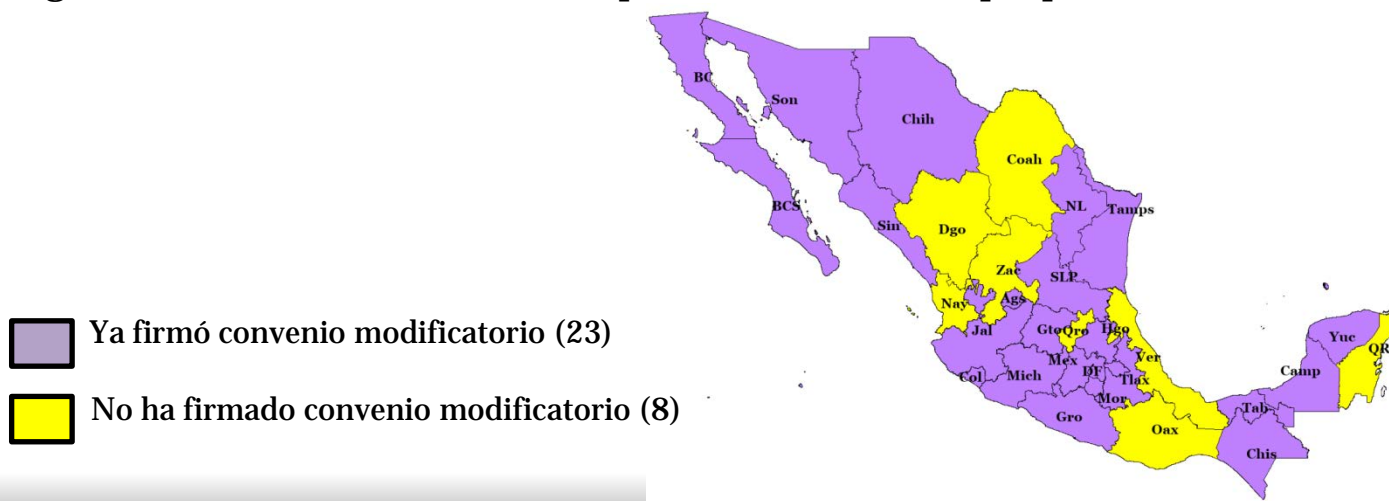 Ya firmó convenio modificatorio (23)
No ha firmado convenio modificatorio (8)
BC
Son
Chih
Coah
BCS
Sin
Dgo
NL
Tamps
Zac
SLP
Nay
Ags
Jal
Gto
Qro
Hgo
Ver
Yuc
QR
Col
Mich
Mex
DF
Tlax
Camp
Mor
Gro
Oax
Tab
Chis